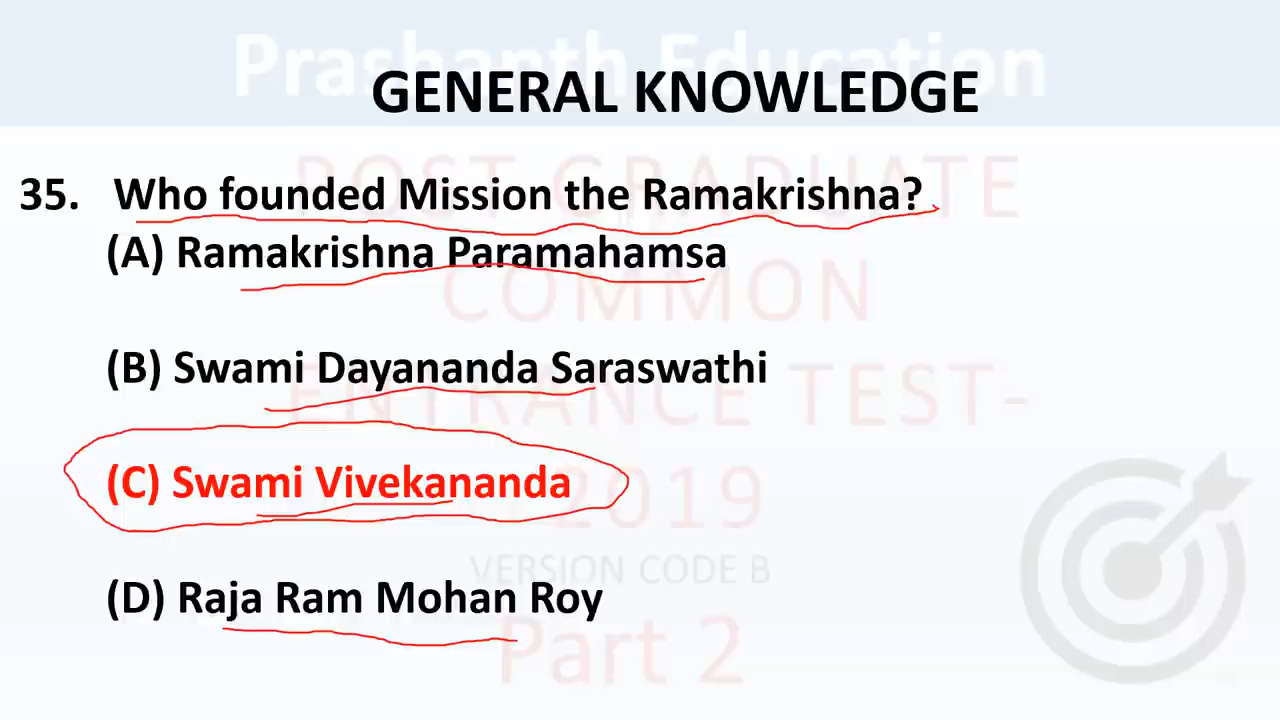 Prashanth Education
GENERAL KNOWLEDGE
POST GRADUATE
35. Who founded Mission the Ramakrishna?
(A) Ramakrishna Paramahamsa
COMMON
(B) Swami Dayananda Saraswathi
ENTRANCE TEST-
(C) Swami Vivekananda
2019
VERSION CODE B
(D) Raja Ram Mohan Roy
Part 2